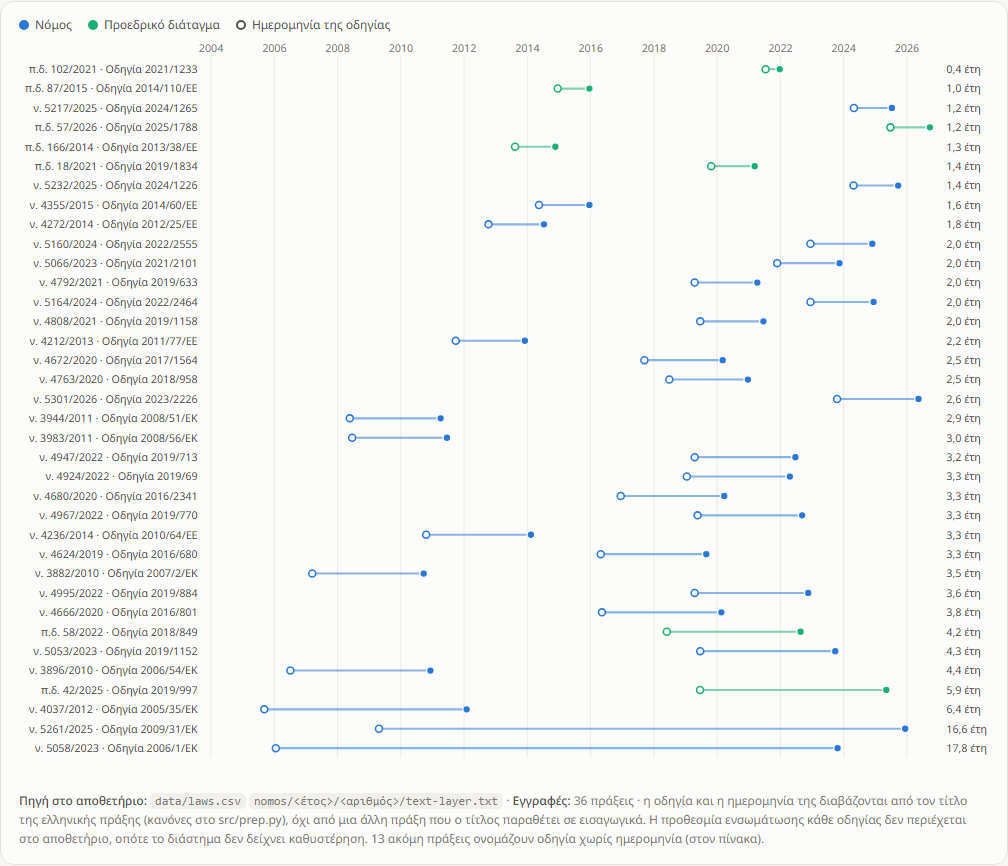 Νόμος Προεδρικό διάταγμα Ημερομηνία της οδηγίας
2004 2006 2008 2010 2012 2014 2016 2018 2020 2022 2024 2026
π.δ. 102/2021 · Οδηγία 2021/1233 0,4 έτη
π.δ. 87/2015 · Οδηγία 2014/110/ΕΕ 1,0 έτη
ν. 5217/2025 · Οδηγία 2024/1265 1,2 έτη
π.δ. 57/2026 · Οδηγία 2025/1788 1,2 έτη
π.δ. 166/2014 · Οδηγία 2013/38/ΕΕ 1,3 έτη
π.δ. 18/2021 · Οδηγία 2019/1834 1,4 έτη
ν. 5232/2025 · Οδηγία 2024/1226 1,4 έτη
ν. 4355/2015 · Οδηγία 2014/60/ΕΕ 1,6 έτη
ν. 4272/2014 · Οδηγία 2012/25/ΕΕ 1,8 έτη
ν. 5160/2024 · Οδηγία 2022/2555 2,0 έτη
ν. 5066/2023 · Οδηγία 2021/2101 2,0 έτη
ν. 4792/2021 · Οδηγία 2019/633 2,0 έτη
ν. 5164/2024 · Οδηγία 2022/2464 2,0 έτη
ν. 4808/2021 · Οδηγία 2019/1158 2,0 έτη
ν. 4212/2013 · Οδηγία 2011/77/ΕΕ 2,2 έτη
ν. 4672/2020 · Οδηγία 2017/1564 2,5 έτη
ν. 4763/2020 · Οδηγία 2018/958 2,5 έτη
ν. 5301/2026 · Οδηγία 2023/2226 2,6 έτη
ν. 3944/2011 · Οδηγία 2008/51/ΕΚ 2,9 έτη
ν. 3983/2011 · Οδηγία 2008/56/ΕΚ 3,0 έτη
ν. 4947/2022 · Οδηγία 2019/713 3,2 έτη
ν. 4924/2022 · Οδηγία 2019/69 3,3 έτη
ν. 4680/2020 · Οδηγία 2016/2341 3,3 έτη
ν. 4967/2022 · Οδηγία 2019/770 3,3 έτη
ν. 4236/2014 · Οδηγία 2010/64/ΕΕ 3,3 έτη
ν. 4624/2019 · Οδηγία 2016/680 3,3 έτη
ν. 3882/2010 · Οδηγία 2007/2/ΕΚ 3,5 έτη
ν. 4995/2022 · Οδηγία 2019/884 3,6 έτη
ν. 4666/2020 · Οδηγία 2016/801 3,8 έτη
π.δ. 58/2022 · Οδηγία 2018/849 4,2 έτη
ν. 5053/2023 · Οδηγία 2019/1152 4,3 έτη
ν. 3896/2010 · Οδηγία 2006/54/ΕΚ 4,4 έτη
π.δ. 42/2025 · Οδηγία 2019/997 5,9 έτη
ν. 4037/2012 · Οδηγία 2005/35/ΕΚ 6,4 έτη
ν. 5261/2025 · Οδηγία 2009/31/ΕΚ 16,6 έτη
ν. 5058/2023 · Οδηγία 2006/1/ΕΚ 17,8 έτη
Πηγή στο αποθετήριο: data/laws.csv nomos/<έτος>/<αριθμός>/text-layer.txt · Εγγραφές: 36 πράξεις · η οδηγία και η ημερομηνία της διαβάζονται από τον τίτλο
της ελληνικής πράξης (κανόνες στο src/prep.py), όχι από μια άλλη πράξη που ο τίτλος παραθέτει σε εισαγωγικά. Η προθεσμία ενσωμάτωσης κάθε οδηγίας δεν περιέχεται
στο αποθετήριο, οπότε το διάστημα δεν δείχνει καθυστέρηση. 13 ακόμη πράξεις ονομάζουν οδηγία χωρίς ημερομηνία (στον πίνακα).